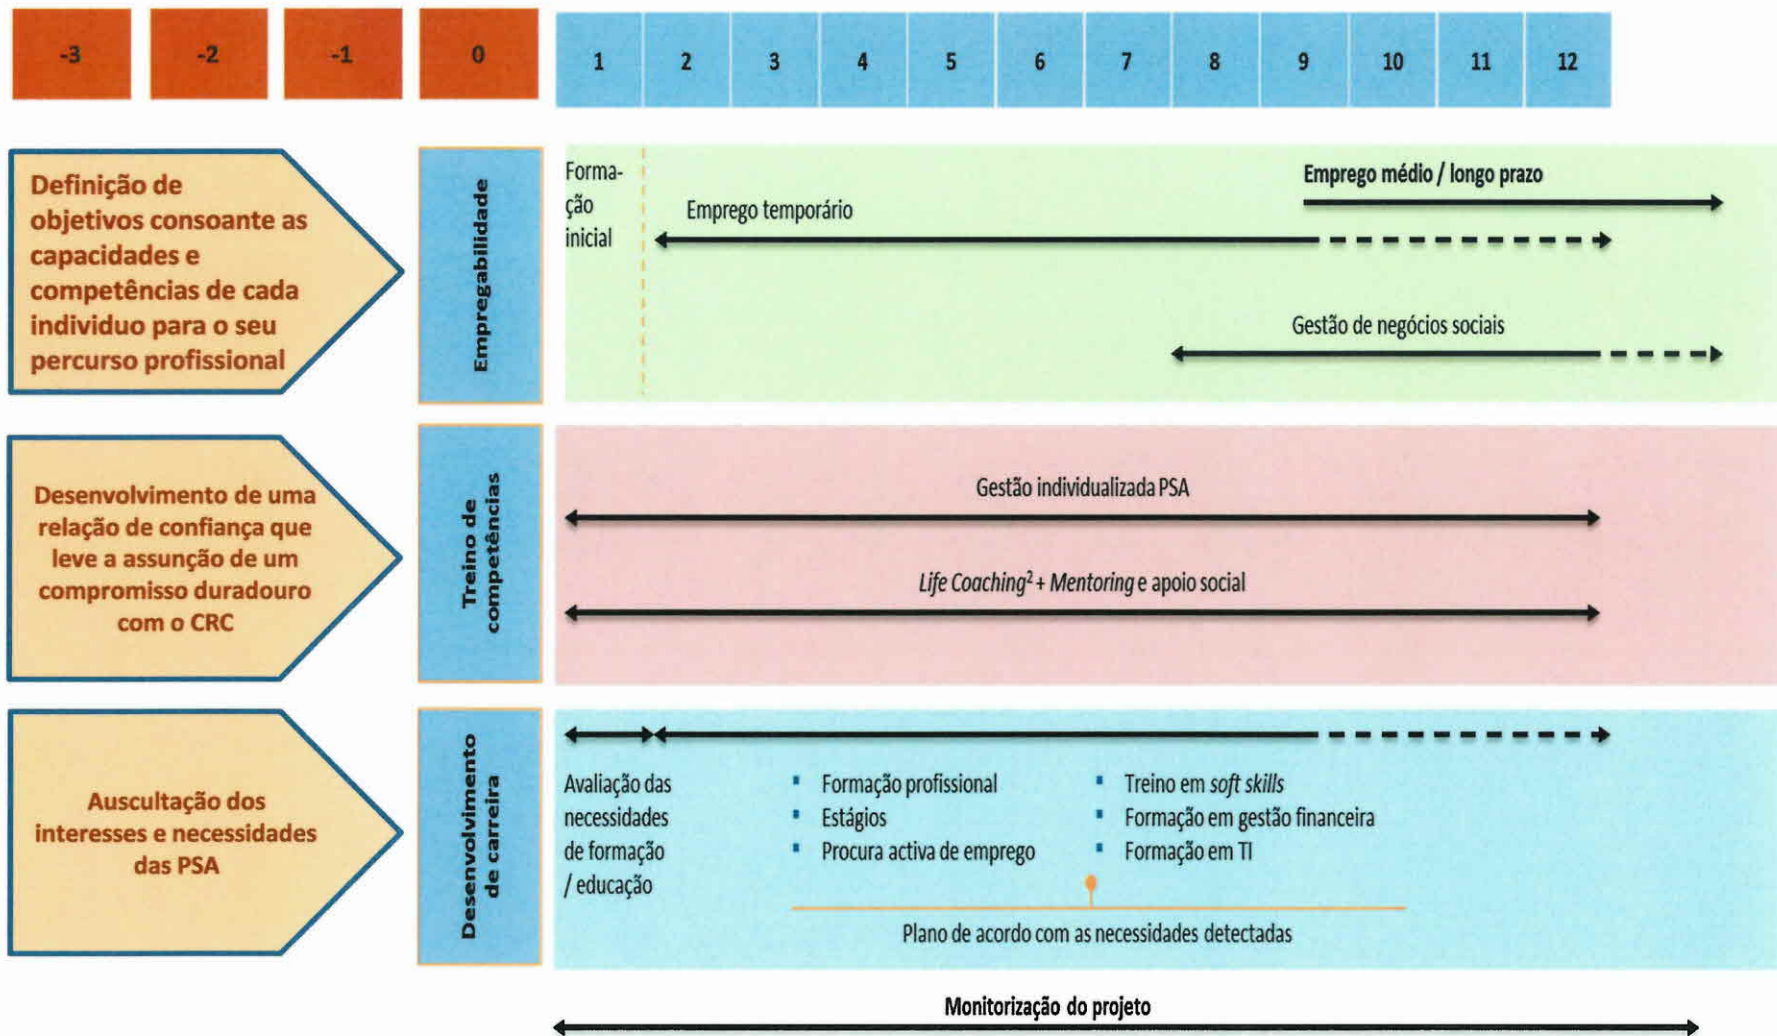 -3 -2 -1 0 1 2 3 4 5 6 7 8 9 10 11 12
Definição de
objetivos consoante as
capacidades e
competências de cada
individuo para o seu
percurso profissional
Empregabilidade
Forma-
ção
inicial
Emprego temporário
Emprego médio / longo prazo
Gestão de negócios sociais
Desenvolvimento de uma
relação de confiança que
leve a assunção de um
compromisso duradouro
com o CRC
Treino de
competências
Gestão individualizada PSA
Life Coaching² + Mentoring e apoio social
Auscultação dos
interesses e necessidades
das PSA
Desenvolvimento
de carreira
Avaliação das
necessidades
de formação
/ educação
▪ Formação profissional
▪ Estágios
▪ Procura activa de emprego
▪ Treino em soft skills
▪ Formação em gestão financeira
▪ Formação em TI
Plano de acordo com as necessidades detectadas
Monitorização do projeto